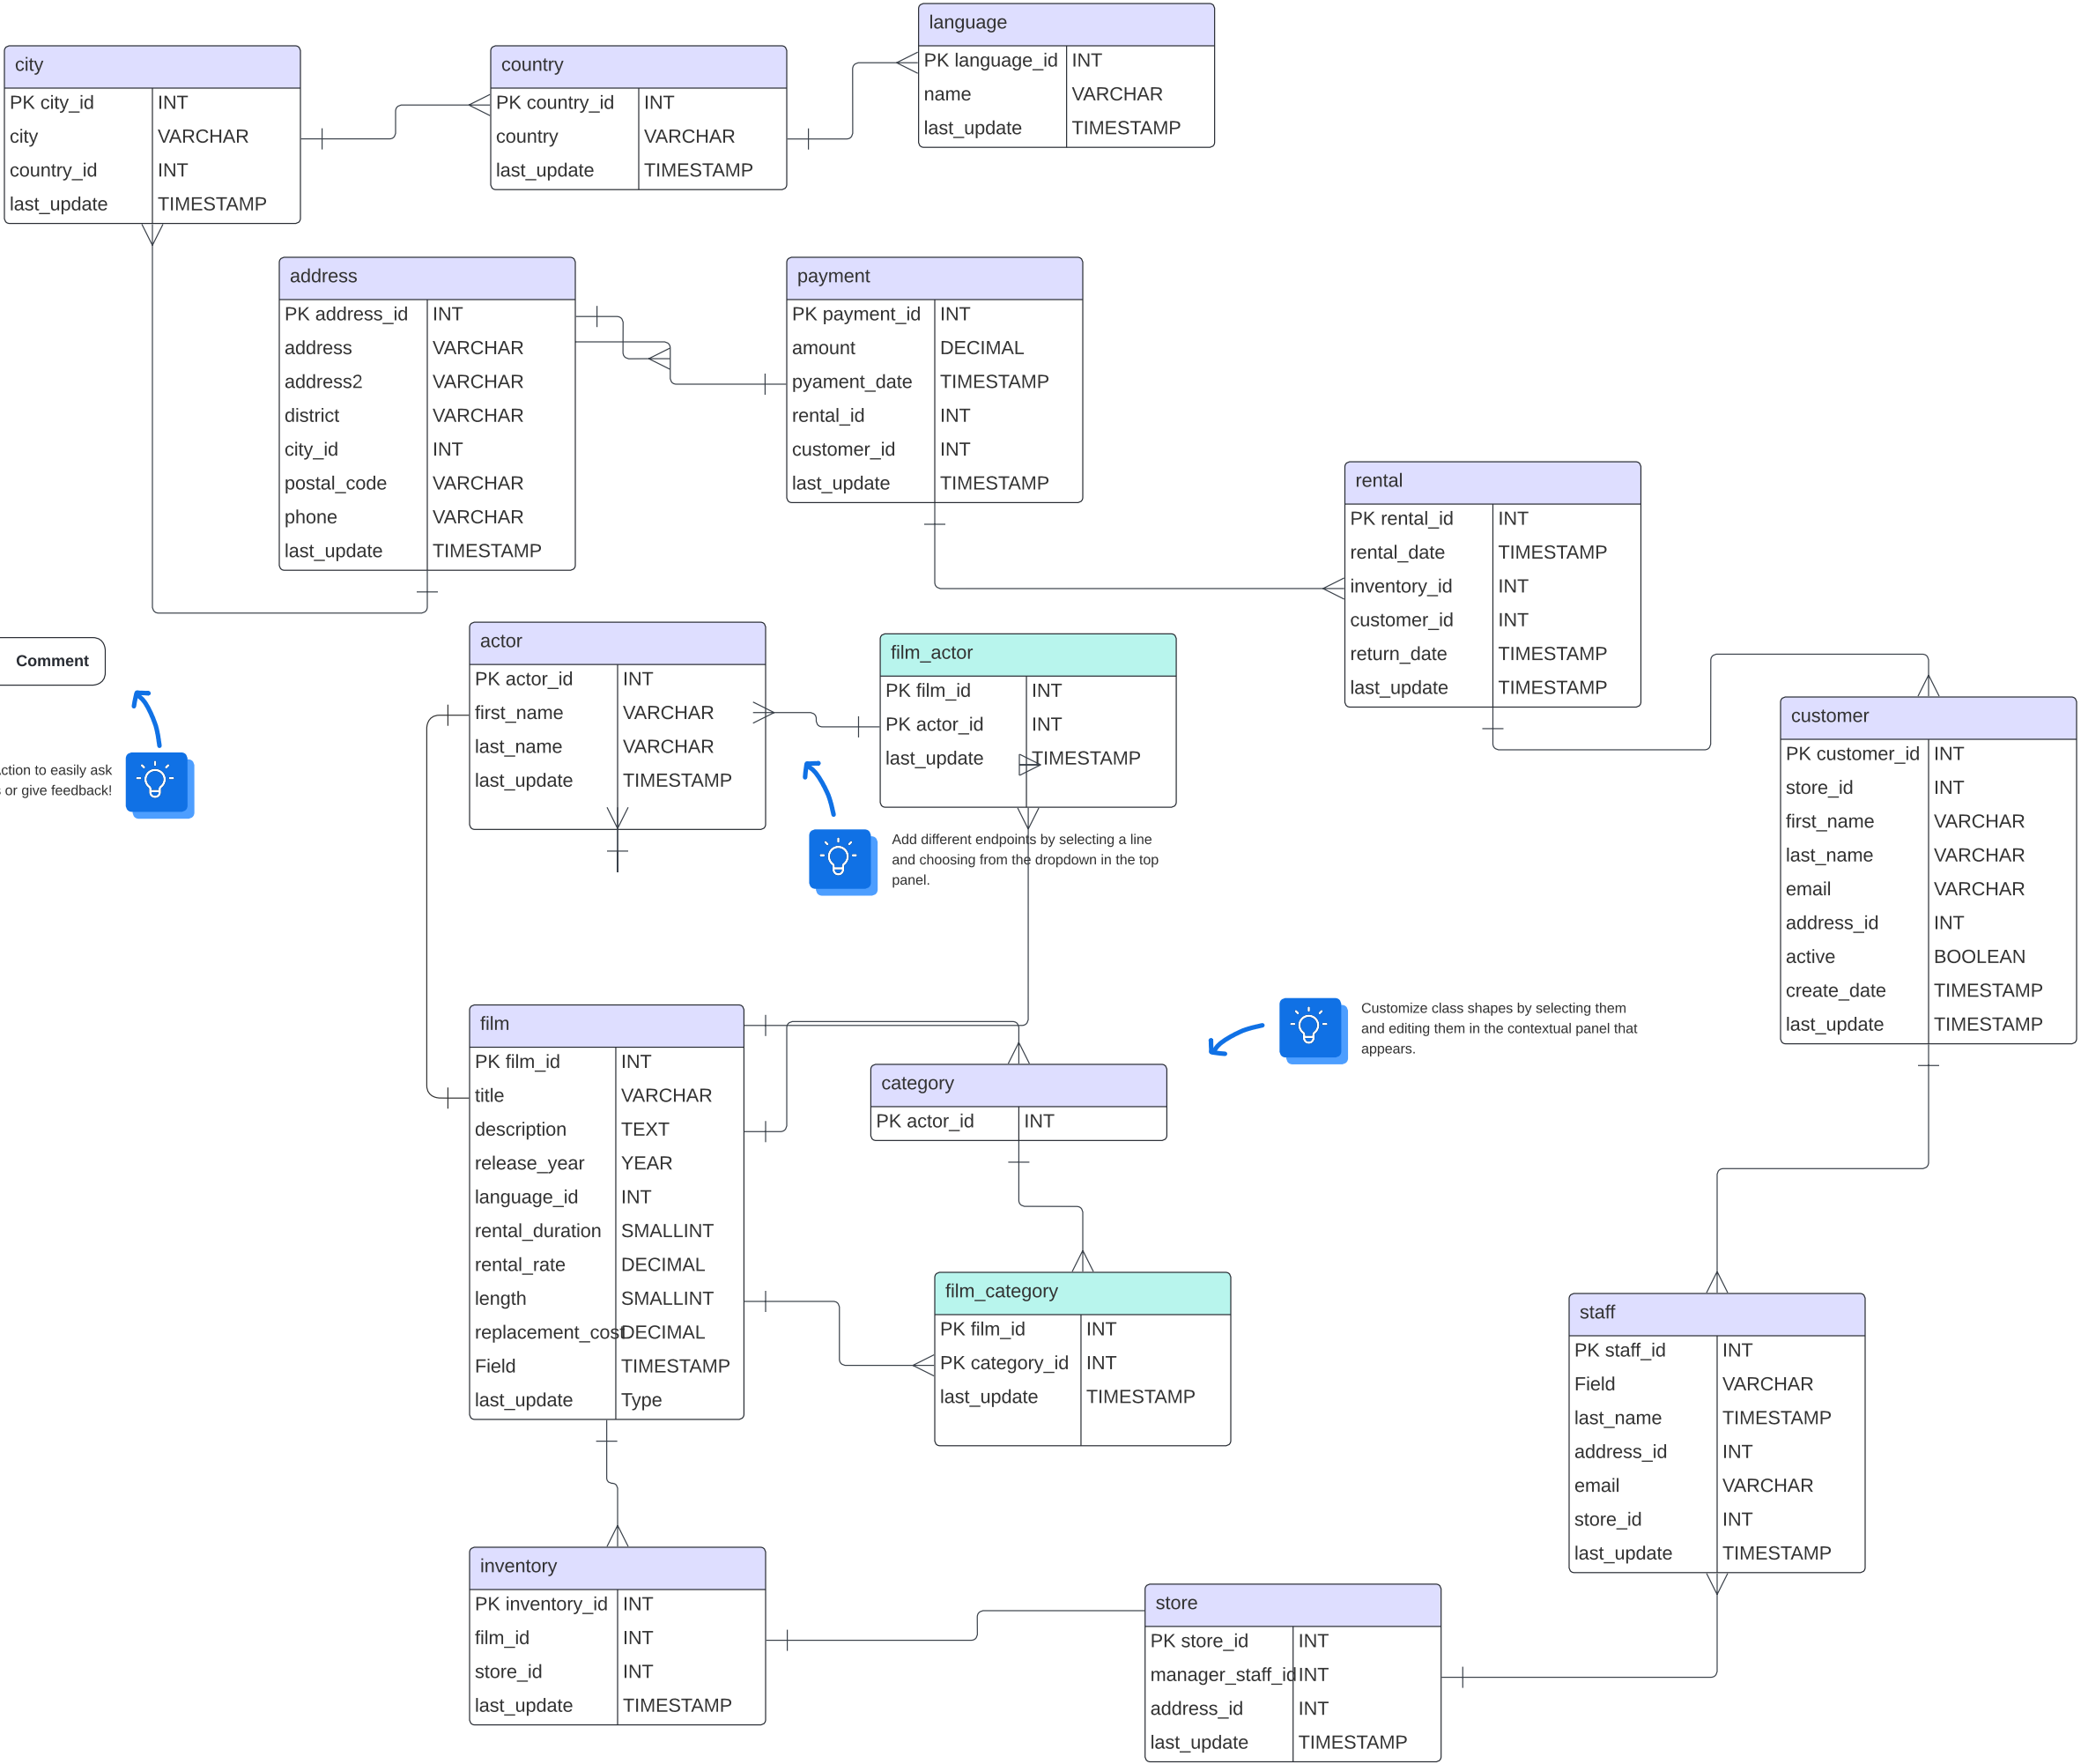 language
PK language_id INT
name VARCHAR
last_update TIMESTAMP
city
PK city_id INT
city VARCHAR
country_id INT
last_update TIMESTAMP
country
PK country_id INT
country VARCHAR
last_update TIMESTAMP
address
PK address_id INT
address VARCHAR
address2 VARCHAR
district VARCHAR
city_id INT
postal_code VARCHAR
phone VARCHAR
last_update TIMESTAMP
payment
PK payment_id INT
amount DECIMAL
pyament_date TIMESTAMP
rental_id INT
customer_id INT
last_update TIMESTAMP
rental
PK rental_id INT
rental_date TIMESTAMP
inventory_id INT
customer_id INT
return_date TIMESTAMP
last_update TIMESTAMP
Comment
Action to easily ask
s or give feedback!
actor
PK actor_id INT
first_name VARCHAR
last_name VARCHAR
last_update TIMESTAMP
film_actor
PK film_id INT
PK actor_id INT
last_update TIMESTAMP
Add different endpoints by selecting a line
and choosing from the dropdown in the top
panel.
customer
PK customer_id INT
store_id INT
first_name VARCHAR
last_name VARCHAR
email VARCHAR
address_id INT
active BOOLEAN
create_date TIMESTAMP
last_update TIMESTAMP
Customize class shapes by selecting them
and editing them in the contextual panel that
appears.
film
PK film_id INT
title VARCHAR
description TEXT
release_year YEAR
language_id INT
rental_duration SMALLINT
rental_rate DECIMAL
length SMALLINT
replacement_cost DECIMAL
Field TIMESTAMP
last_update Type
category
PK actor_id INT
film_category
PK film_id INT
PK category_id INT
last_update TIMESTAMP
staff
PK staff_id INT
Field VARCHAR
last_name TIMESTAMP
address_id INT
email VARCHAR
store_id INT
last_update TIMESTAMP
inventory
PK inventory_id INT
film_id INT
store_id INT
last_update TIMESTAMP
store
PK store_id INT
manager_staff_id INT
address_id INT
last_update TIMESTAMP